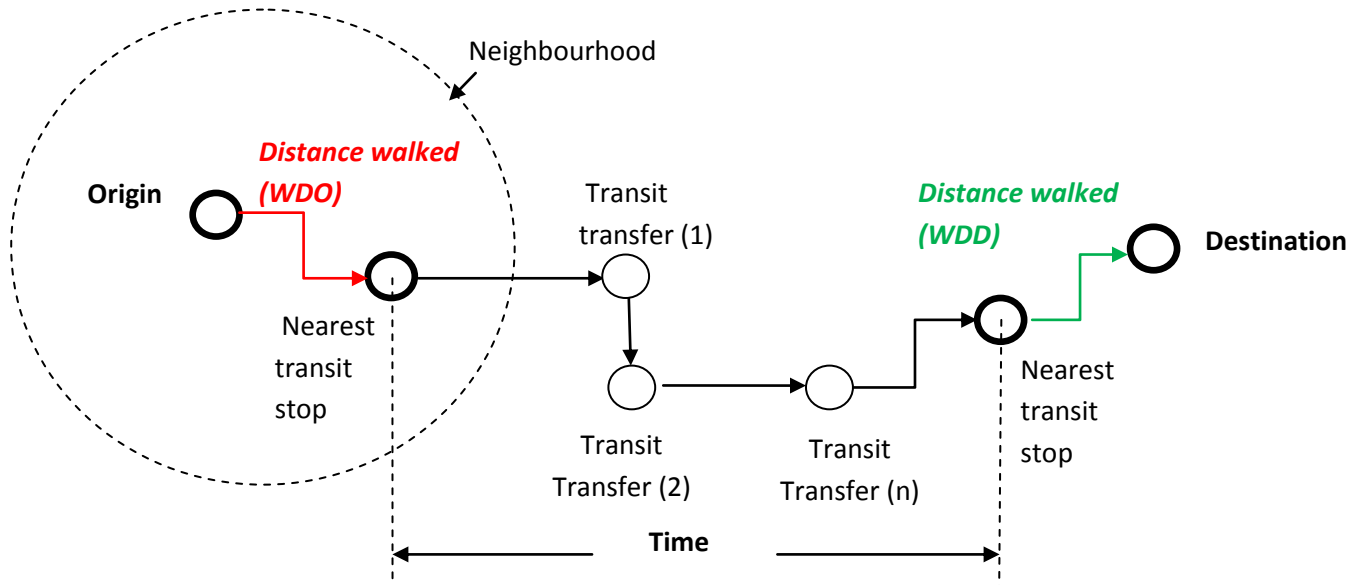 Neighbourhood
Distance walked
(WDO)
Origin
Transit
transfer (1)
Distance walked
(WDD)
Destination
Nearest
transit
stop
Nearest
transit
stop
Transit
Transfer (2)
Transit
Transfer (n)
Time